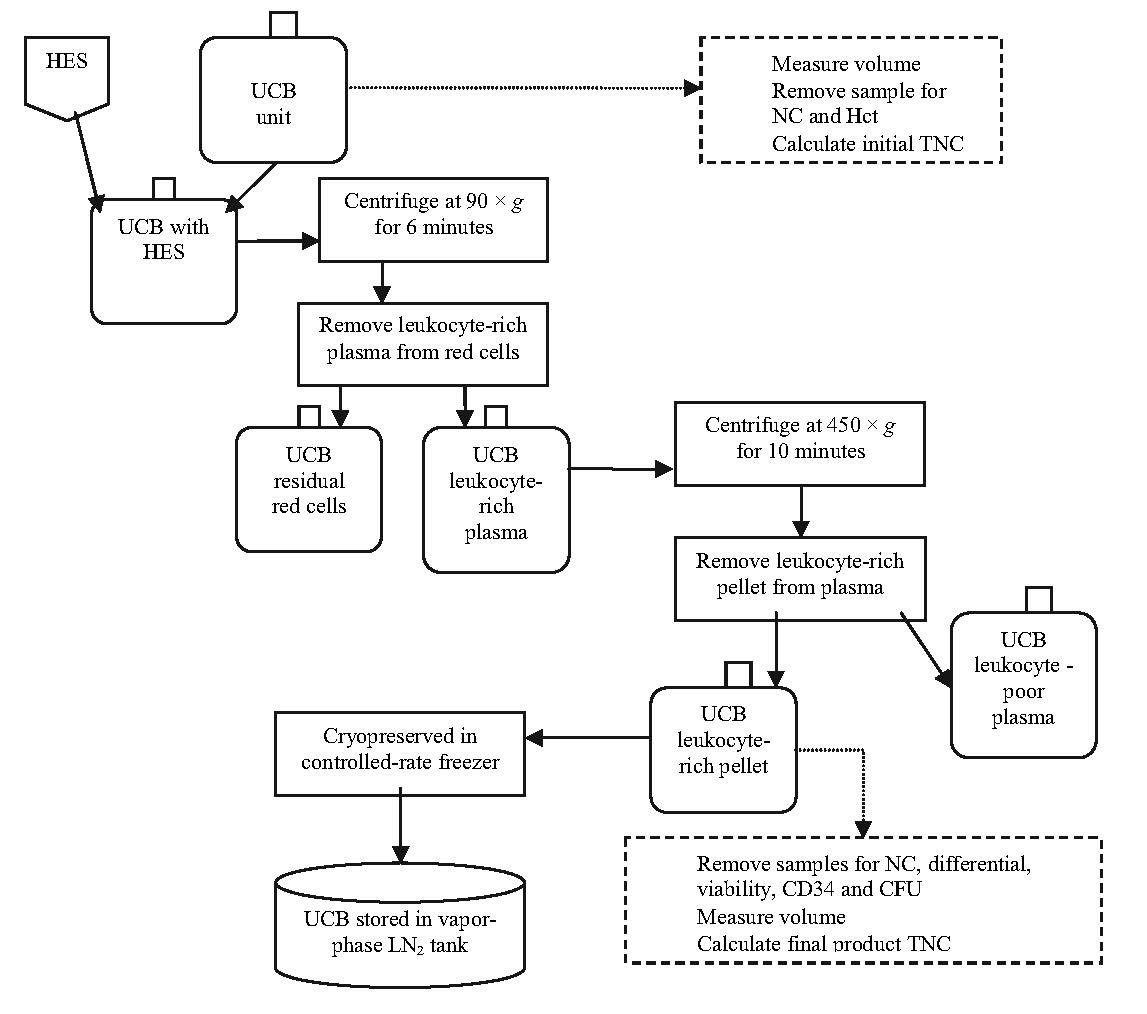 HES
UCB
unit
Measure volume
Remove sample for
NC and Hct
Calculate initial TNC
UCB with
HES
Centrifuge at 90 × g
for 6 minutes
Remove leukocyte-rich
plasma from red cells
UCB
residual
red cells
UCB
leukocyte-
rich
plasma
Centrifuge at 450 × g
for 10 minutes
Remove leukocyte-rich
pellet from plasma
UCB
leukocyte -
poor
plasma
UCB
leukocyte-
rich pellet
Cryopreserved in
controlled-rate freezer
UCB stored in vapor-
phase LN₂ tank
Remove samples for NC, differential,
viability, CD34 and CFU
Measure volume
Calculate final product TNC